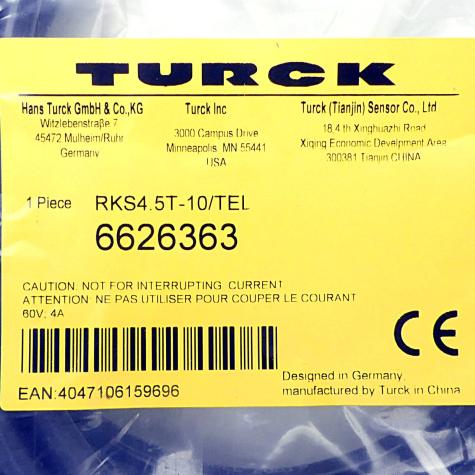 TURCK
Hans Turck GmbH & Co.,KG
Witzlebenstraße 7
45472 Mülheim/Ruhr
Germany
Turck Inc
3000 Campus Drive
Minneapolis, MN 55441
USA
Turck (Tianjin) Sensor Co., Ltd
18,4 th Xinghuazhi Road
Xiqing Economic Develpment Area
300381 Tianjin CHINA
1 Piece RKS4.5T-10/TEL
6626363
CAUTION: NOT FOR INTERRUPTING CURRENT
ATTENTION: NE PAS UTILISER POUR COUPER LE COURANT
60V; 4A
CE
EAN:4047106159696
Designed in Germany,
manufactured by Turck in China